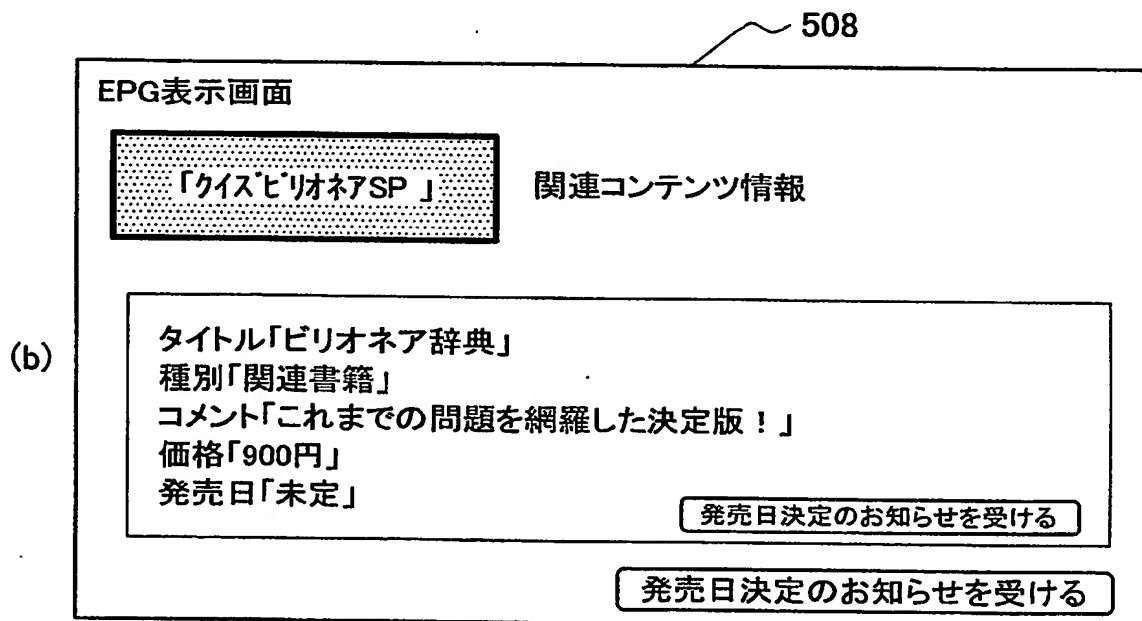 508
EPG表示画面
「クイズビリオネアSP 」
関連コンテンツ情報
(b)
タイトル「ビリオネア辞典」
種別「関連書籍」
コメント「これまでの問題を網羅した決定版!」
価格「900円」
発売日「未定」
発売日決定のお知らせを受ける
発売日決定のお知らせを受ける